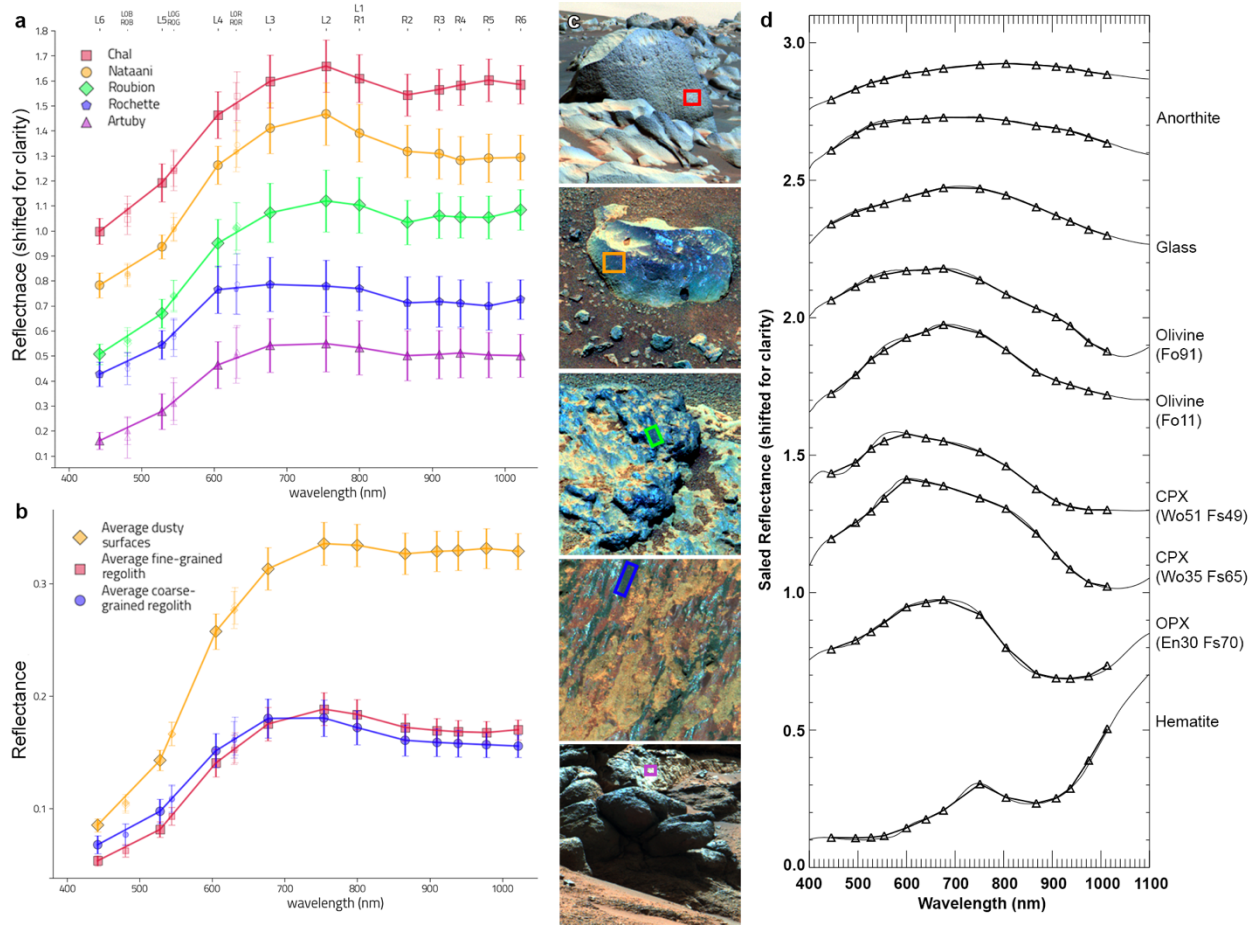 a
L6
LOB
ROB
L5
LOG
ROG
L4
LOR
ROR
L3
L2
L1
R1
R2
R3
R4
R5
R6
Chal
Nataani
Roubion
Rochette
Artuby
Reflectnace (shifted for clarity)
1.8
1.7
1.6
1.5
1.4
1.3
1.2
1.1
1.0
0.9
0.8
0.7
0.6
0.5
0.4
0.3
0.2
0.1
400
500
600
700
800
900
1000
wavelength (nm)
b
Average dusty
surfaces
Average fine-grained
regolith
Average coarse-
grained regolith
Reflectance
0.3
0.2
0.1
400
500
600
700
800
900
1000
wavelength (nm)
c
d
Saled Reflectance (shifted for clarity)
3.0
2.5
2.0
1.5
1.0
0.5
0.0
Anorthite
Glass
Olivine
(Fo91)
Olivine
(Fo11)
CPX
(Wo51 Fs49)
CPX
(Wo35 Fs65)
OPX
(En30 Fs70)
Hematite
400
500
600
700
800
900
1000
1100
Wavelength (nm)